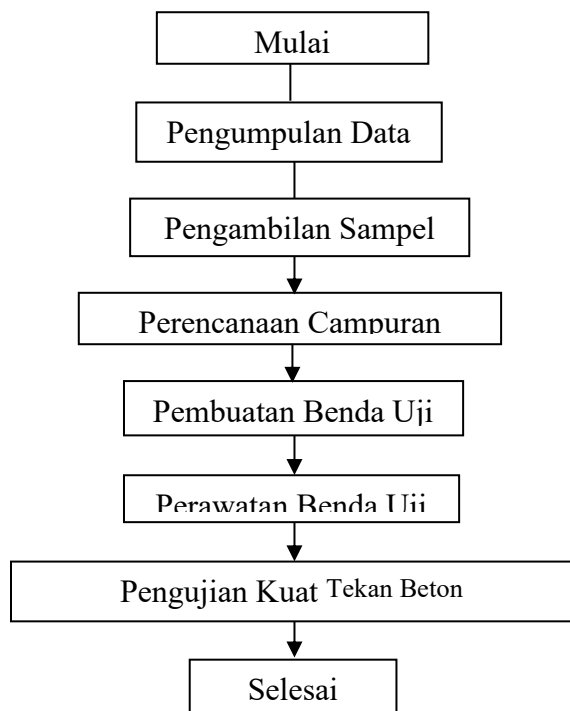 Mulai
Pengumpulan Data
Pengambilan Sampel
Perencanaan Campuran
Pembuatan Benda Uji
Perawatan Benda Uji
Pengujian Kuat Tekan Beton
Selesai